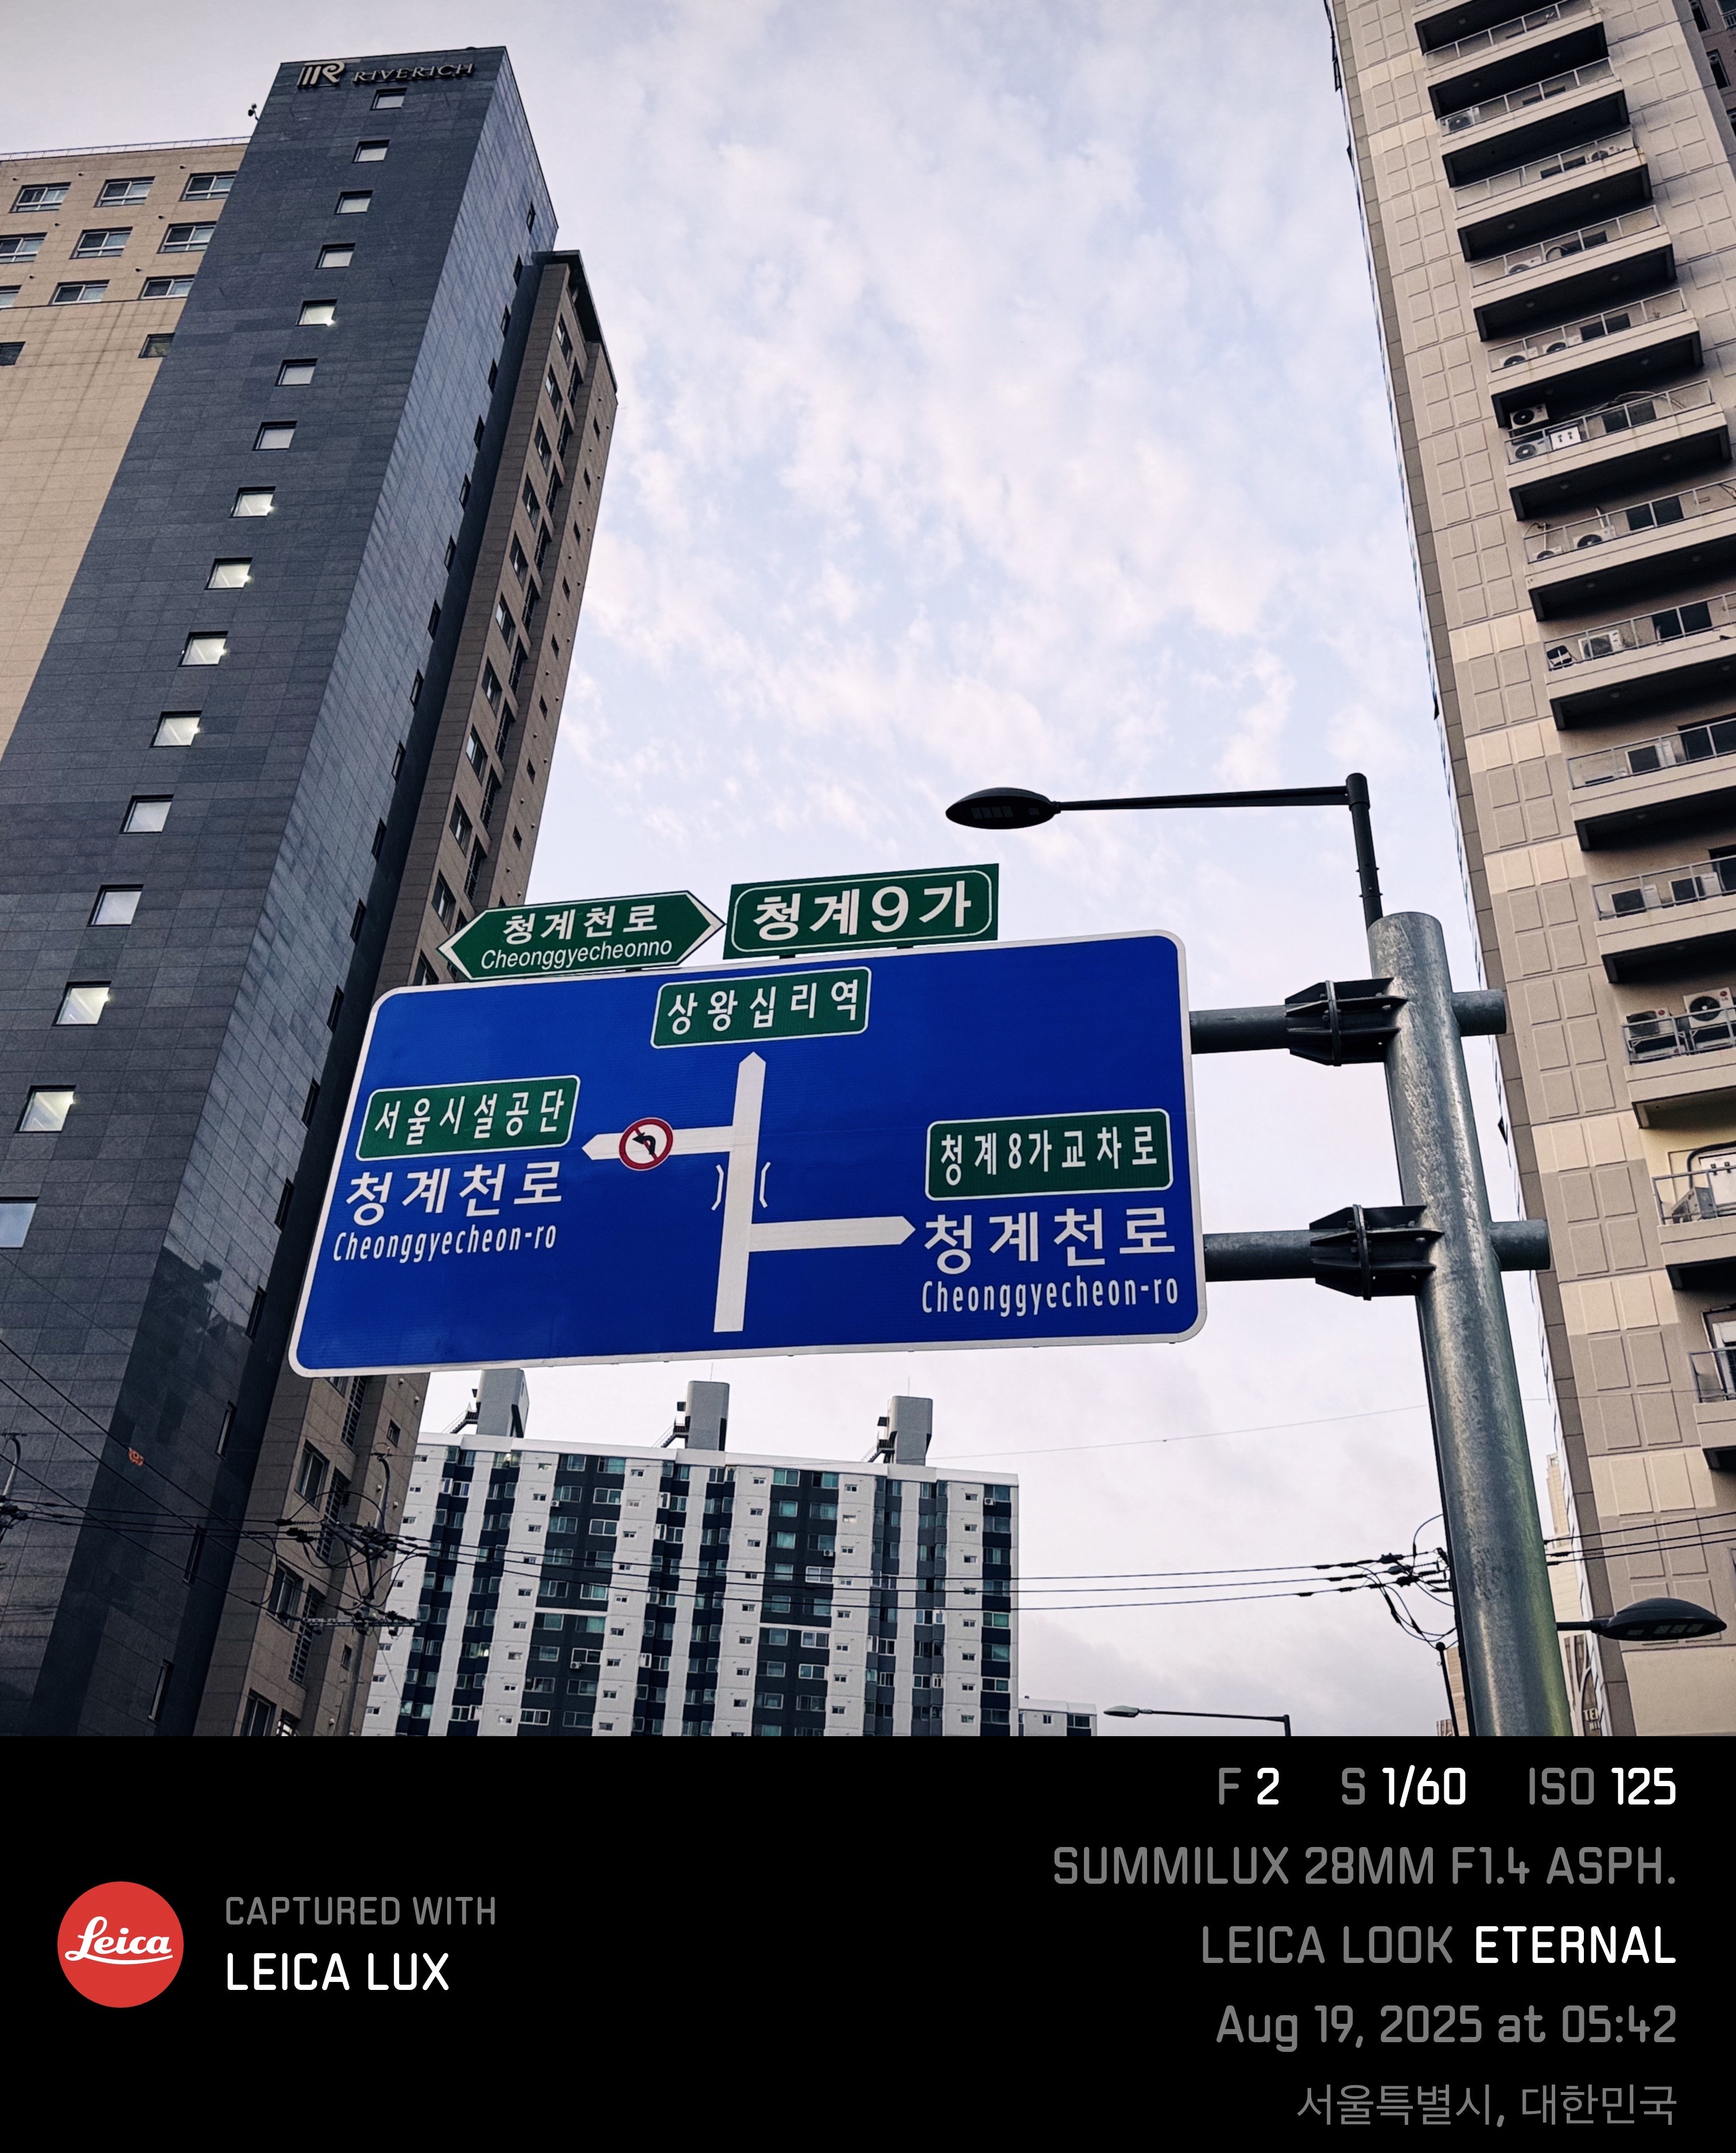 RIVERICH
청계천로
Cheonggyecheonno
청계9가
상왕십리역
서울시설공단
청계천로
Cheonggyecheon-ro
청계8가교차로
청계천로
Cheonggyecheon-ro
F 2 S 1/60 ISO 125
SUMMILUX 28MM F1.4 ASPH.
LEICA LOOK ETERNAL
Aug 19, 2025 at 05:42
서울특별시, 대한민국
Leica
CAPTURED WITH
LEICA LUX